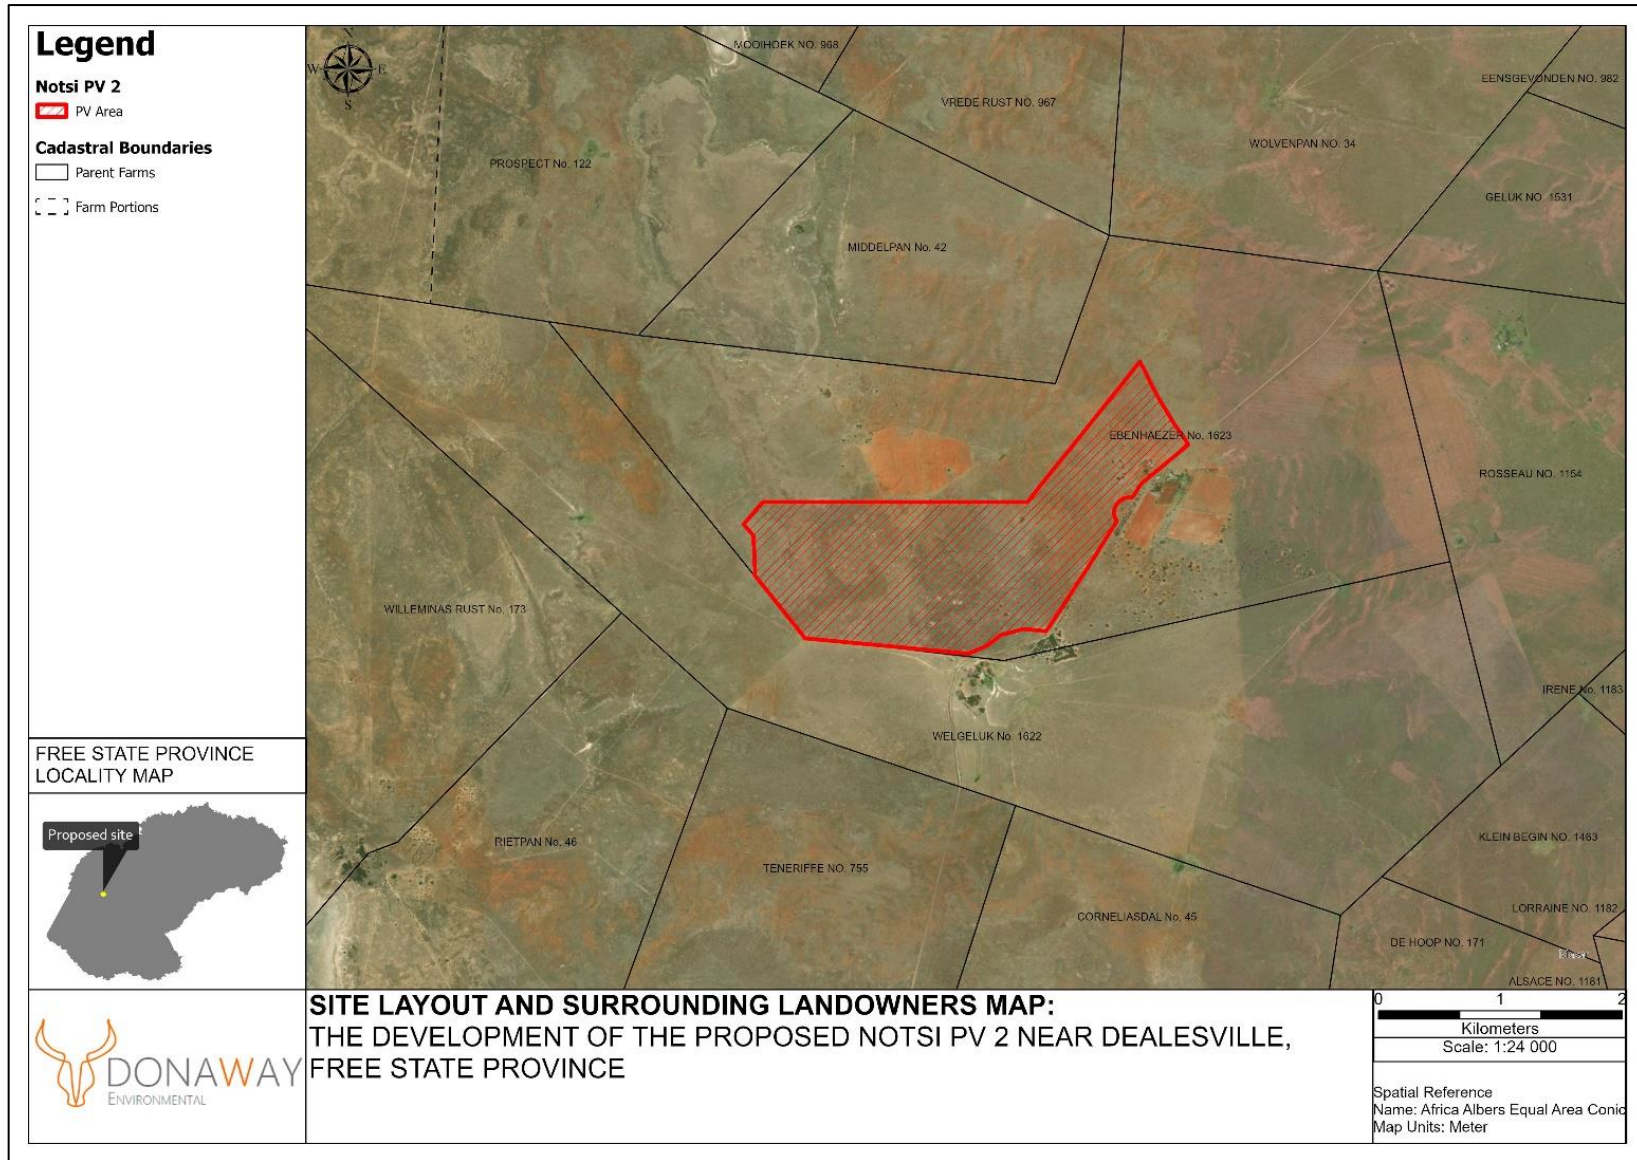 Legend
Notsi PV 2
PV Area
Cadastral Boundaries
Parent Farms
Farm Portions
N
W
E
S
MOOIHOEK NO. 968
VREDE RUST NO. 967
EENSGEVONDEN NO. 982
PROSPECT No. 122
WOLVENPAN NO. 34
GELUK NO. 1531
MIDDELPAN No. 42
EBENHAEZER No. 1623
ROSSEAU NO. 1154
WILLEMINAS RUST No. 173
IRENE No. 1183
WELGELUK No. 1622
RIETPAN No. 46
TENERIFFE NO. 755
KLEIN BEGIN NO. 1463
CORNELIASDAL No. 45
LORRAINE NO. 1182
DE HOOP NO. 171
ALSACE NO. 1181
FREE STATE PROVINCE
LOCALITY MAP
Proposed site
DONAWAY
ENVIRONMENTAL
SITE LAYOUT AND SURROUNDING LANDOWNERS MAP:
THE DEVELOPMENT OF THE PROPOSED NOTSI PV 2 NEAR DEALESVILLE,
FREE STATE PROVINCE
0 1 2
Kilometers
Scale: 1:24 000
Spatial Reference
Name: Africa Albers Equal Area Conic
Map Units: Meter